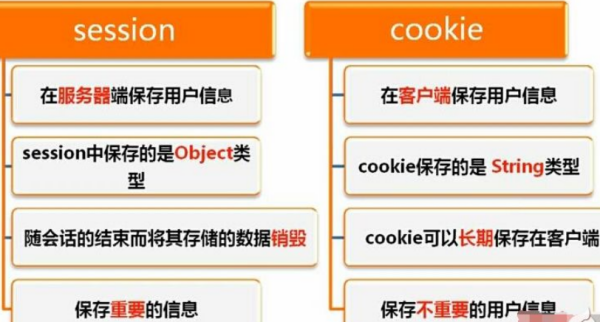 session
在服务器端保存用户信息
session中保存的是Object类
型
随会话的结束而将其存储的数据销毁
保存重要的信息
cookie
在客户端保存用户信息
cookie保存的是 String类型
cookie可以长期保存在客户端
保存不重要的用户信息